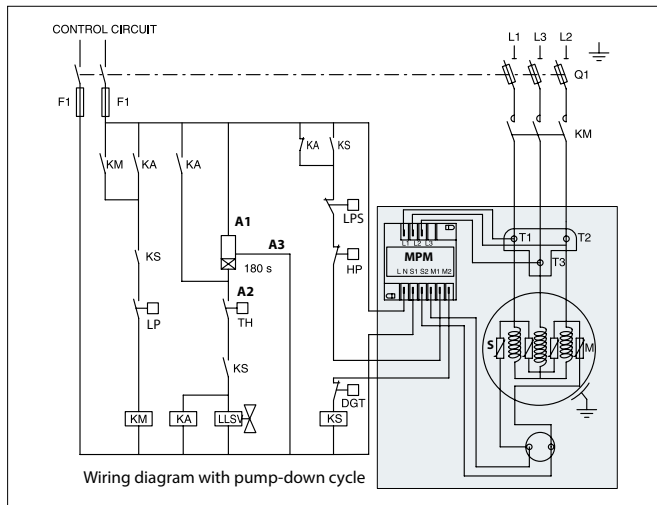 CONTROL CIRCUIT
L1 L3 L2
Q1
F1 F1
KM
KM KA KA KA KS
A1
A3
LPS
180 s
HP
L1 L2 L3
MPM
L N S1 S2 M1 M2
T1 T2
T3
KS
A2
TH
LP
KS
S M
DGT
KM KA LLSV KS
Wiring diagram with pump-down cycle